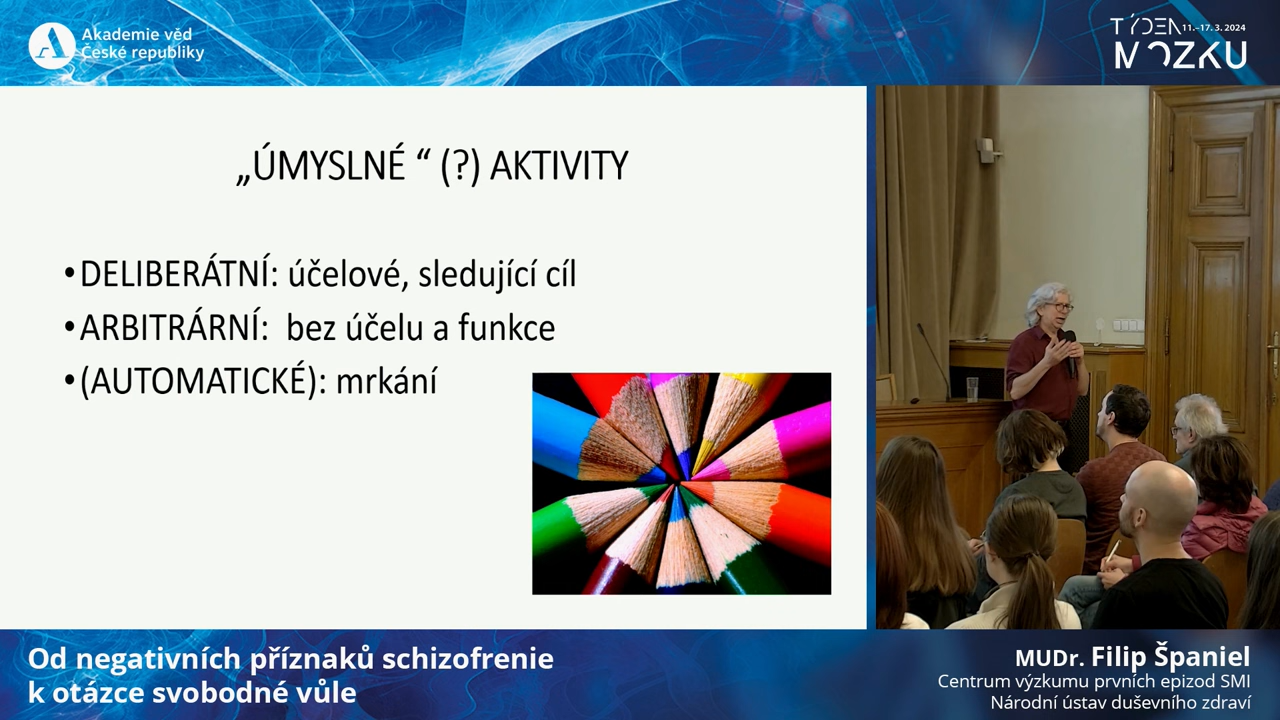 Akademie věd
České republiky
TÝDEN 11.–17. 3. 2024
MOZKU
„ÚMYSLNÉ “ (?) AKTIVITY
•DELIBERÁTNÍ: účelové, sledující cíl
•ARBITRÁRNÍ:  bez účelu a funkce
•(AUTOMATICKÉ): mrkání
Od negativních příznaků schizofrenie
k otázce svobodné vůle
MUDr. Filip Španiel
Centrum výzkumu prvních epizod SMI
Národní ústav duševního zdraví